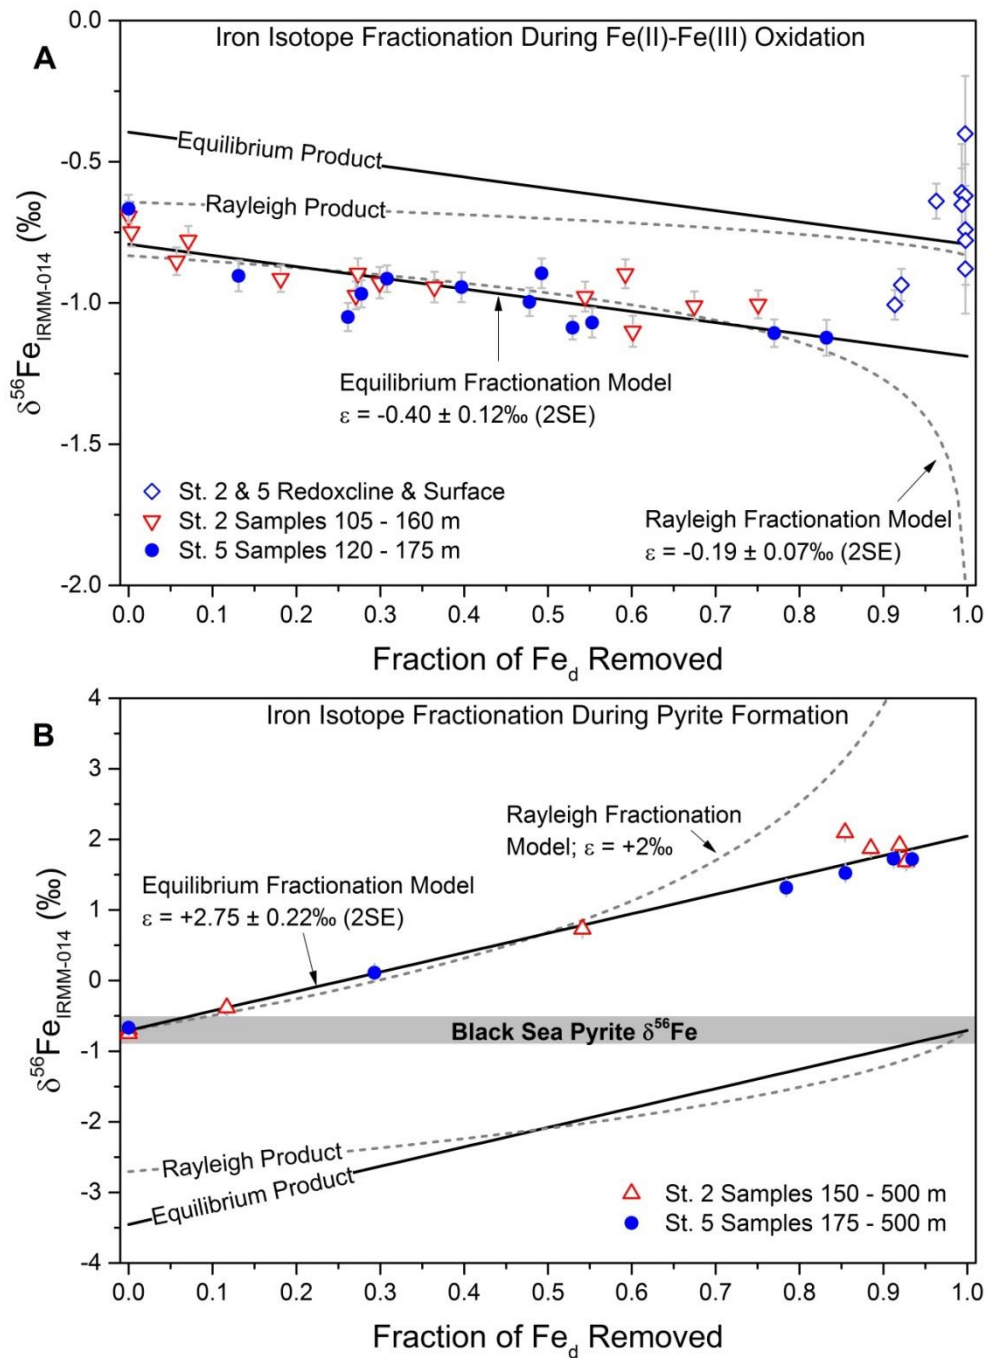 A
Iron Isotope Fractionation During Fe(II)-Fe(III) Oxidation
0.0
-0.5
-1.0
-1.5
-2.0
δ⁵⁶Fe_IRMM-014 (‰)
Equilibrium Product
Rayleigh Product
Equilibrium Fractionation Model
ε = -0.40 ± 0.12‰ (2SE)
St. 2 & 5 Redoxcline & Surface
St. 2 Samples 105 - 160 m
St. 5 Samples 120 - 175 m
Rayleigh Fractionation Model
ε = -0.19 ± 0.07‰ (2SE)
0.0 0.1 0.2 0.3 0.4 0.5 0.6 0.7 0.8 0.9 1.0
Fraction of Fe_d Removed
B
Iron Isotope Fractionation During Pyrite Formation
4
3
2
1
0
-1
-2
-3
-4
δ⁵⁶Fe_IRMM-014 (‰)
Rayleigh Fractionation
Model; ε = +2‰
Equilibrium Fractionation Model
ε = +2.75 ± 0.22‰ (2SE)
Black Sea Pyrite δ⁵⁶Fe
Rayleigh Product
Equilibrium Product
St. 2 Samples 150 - 500 m
St. 5 Samples 175 - 500 m
0.0 0.1 0.2 0.3 0.4 0.5 0.6 0.7 0.8 0.9 1.0
Fraction of Fe_d Removed